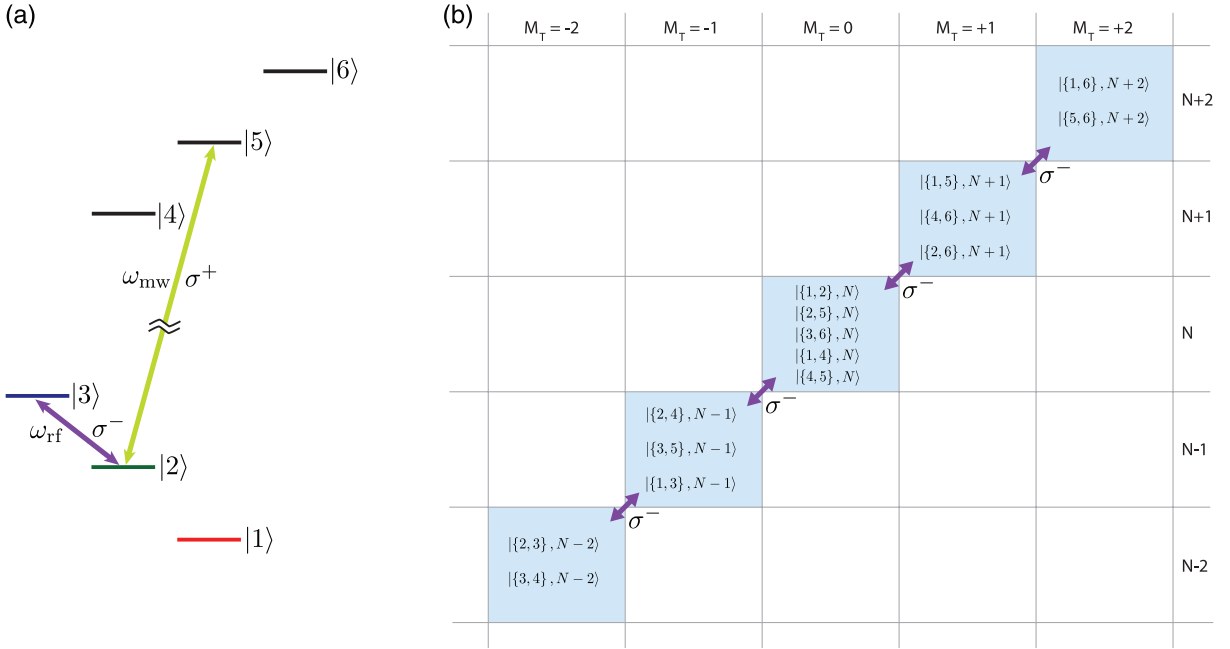 (a)
|6⟩
|5⟩
|4⟩
ω_mw σ⁺
|3⟩
ω_rf σ⁻
|2⟩
|1⟩
(b)
M_T = -2 M_T = -1 M_T = 0 M_T = +1 M_T = +2
|{1, 6} , N + 2⟩
|{5, 6} , N + 2⟩
N+2
σ⁻
|{1, 5} , N + 1⟩
|{4, 6} , N + 1⟩
|{2, 6} , N + 1⟩
N+1
σ⁻
|{1, 2} , N⟩
|{2, 5} , N⟩
|{3, 6} , N⟩
|{1, 4} , N⟩
|{4, 5} , N⟩
N
σ⁻
|{2, 4} , N − 1⟩
|{3, 5} , N − 1⟩
|{1, 3} , N − 1⟩
N-1
σ⁻
|{2, 3} , N − 2⟩
|{3, 4} , N − 2⟩
N-2